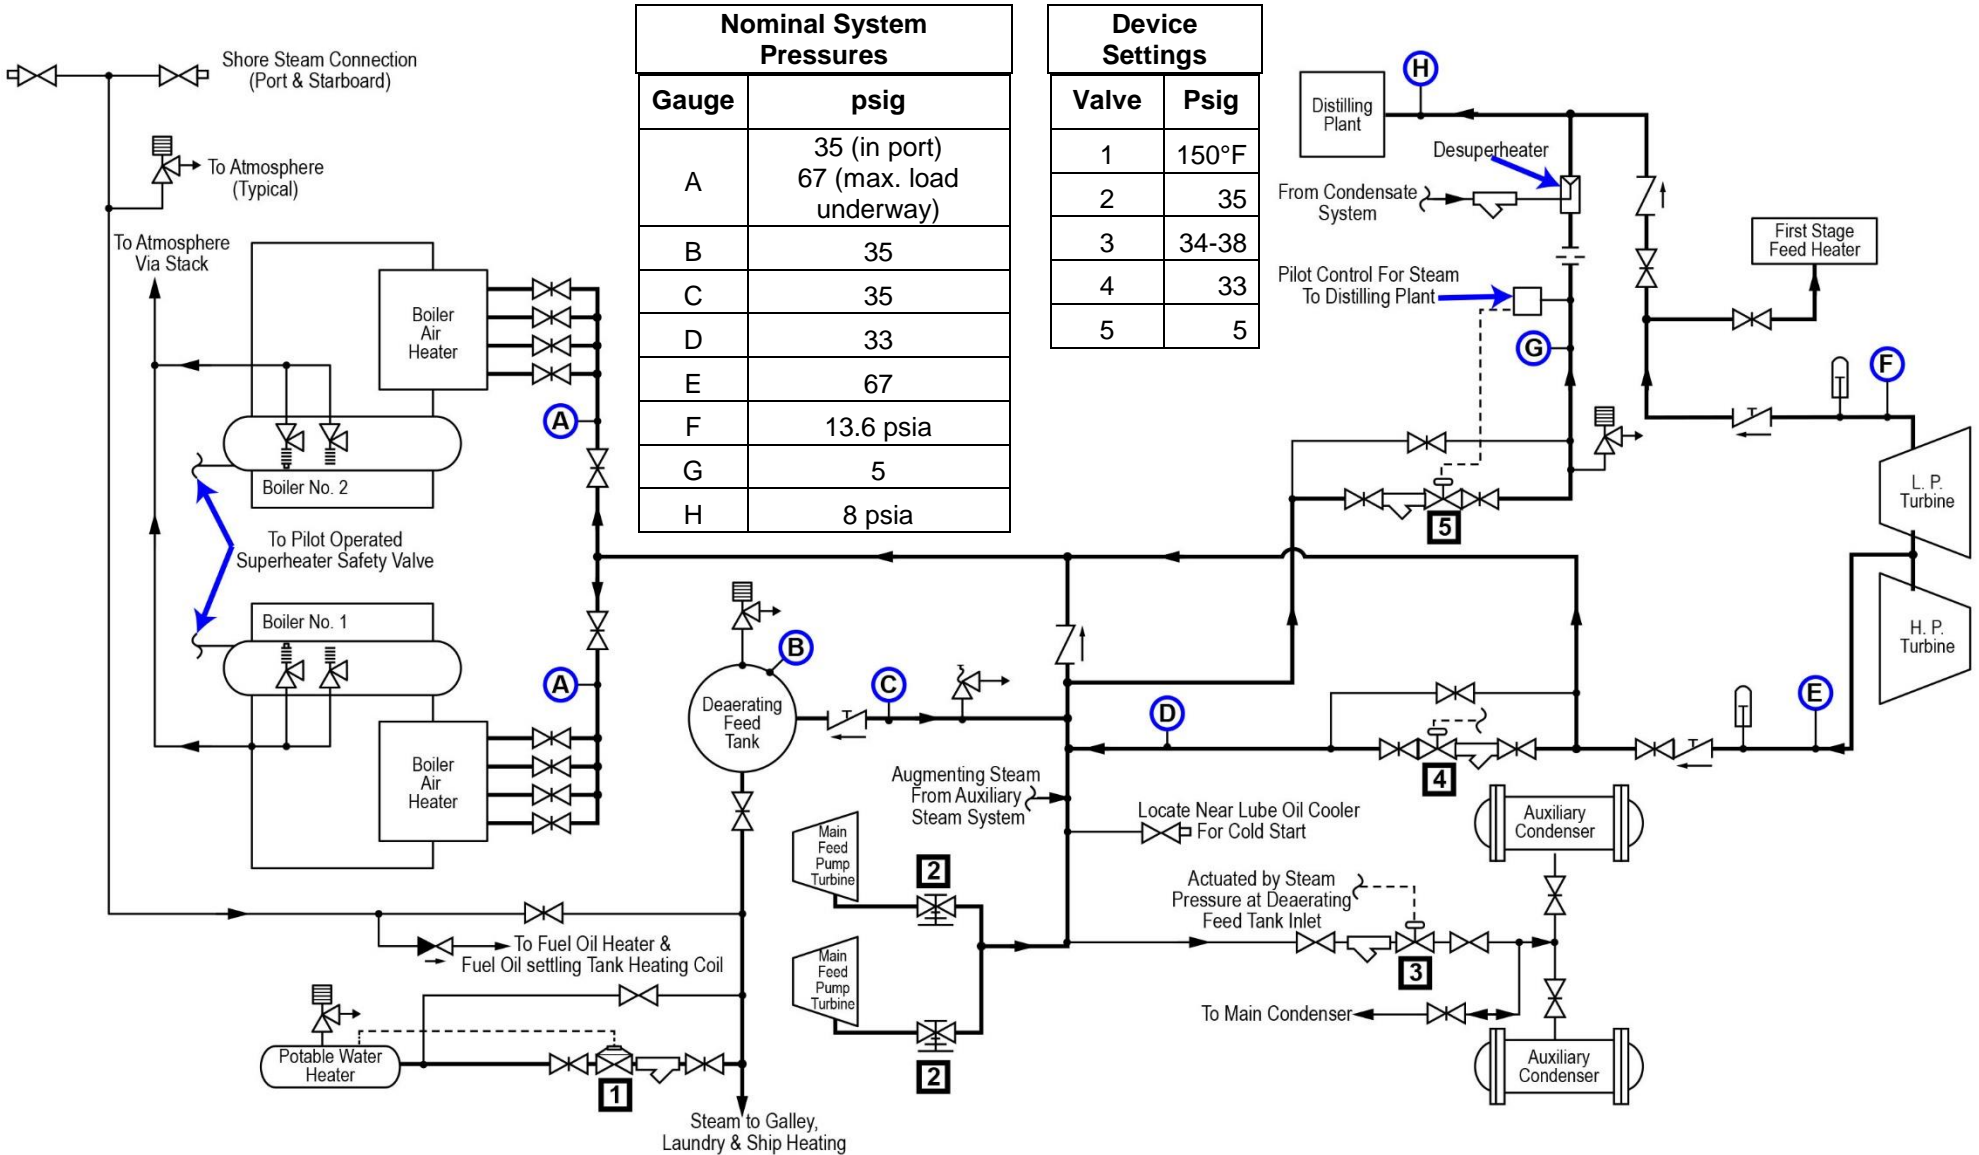 Nominal System
Pressures
Gauge psig
A
35 (in port)
67 (max. load
underway)
B 35
C 35
D 33
E 67
F 13.6 psia
G 5
H 8 psia
Device
Settings
Valve Psig
1 150°F
2 35
3 34-38
4 33
5 5
Shore Steam Connection
(Port & Starboard)
To Atmosphere
(Typical)
To Atmosphere
Via Stack
Boiler
Air
Heater
A
Boiler No. 2
To Pilot Operated
Superheater Safety Valve
Boiler No. 1
A
Boiler
Air
Heater
H
Distilling
Plant
Desuperheater
From Condensate
System
First Stage
Feed Heater
Pilot Control For Steam
To Distilling Plant
G
F
L. P.
Turbine
5
H. P.
Turbine
B
Deaerating
Feed
Tank
C
D
E
4
Augmenting Steam
From Auxiliary
Steam System
Locate Near Lube Oil Cooler
For Cold Start
Auxiliary
Condenser
Main
Feed
Pump
Turbine
2
Actuated by Steam
Pressure at Deaerating
Feed Tank Inlet
3
Main
Feed
Pump
Turbine
2
To Main Condenser
Auxiliary
Condenser
To Fuel Oil Heater &
Fuel Oil settling Tank Heating Coil
Potable Water
Heater
1
Steam to Galley,
Laundry & Ship Heating